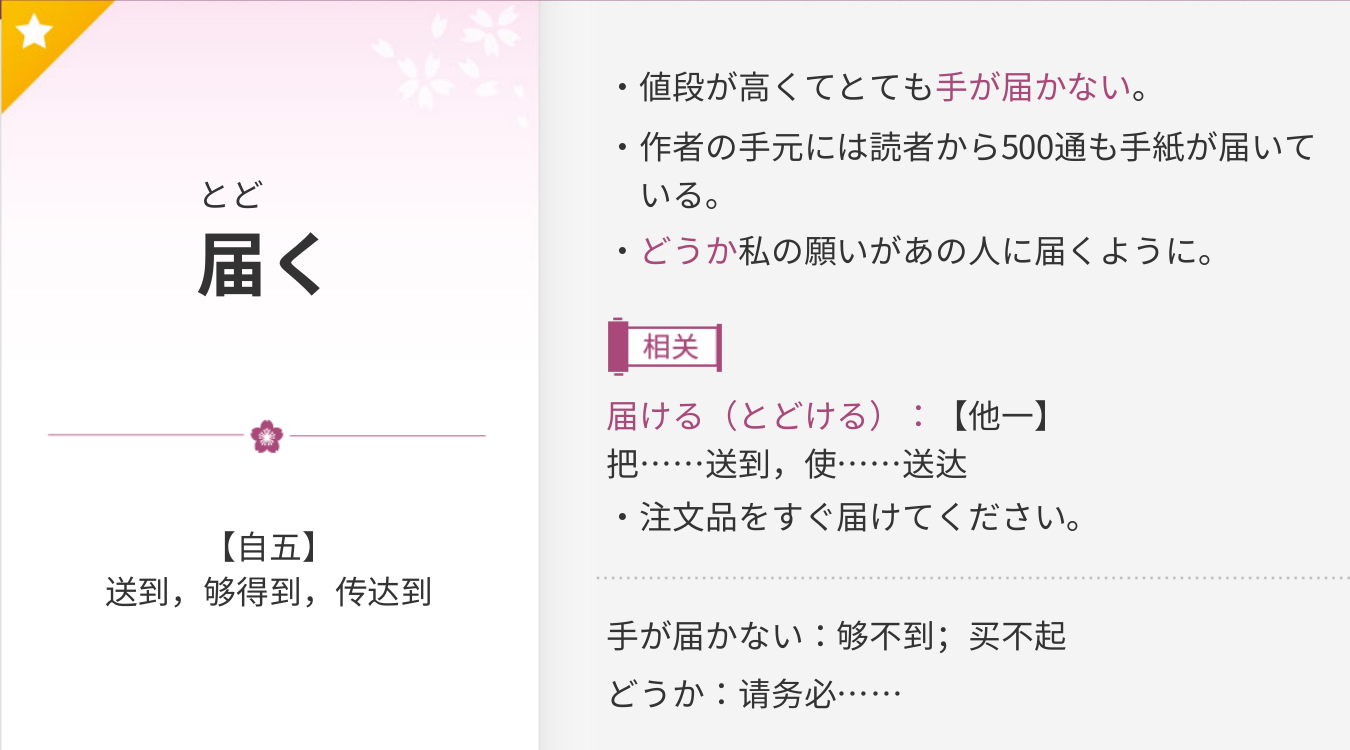 とど
届く
【自五】
送到，够得到，传达到
・値段が高くてとても手が届かない。
・作者の手元には読者から500通も手紙が届いて
いる。
・どうか私の願いがあの人に届くように。
相关
届ける（とどける）：【他一】
把……送到，使……送达
・注文品をすぐ届けてください。
手が届かない：够不到；买不起
どうか：请务必……